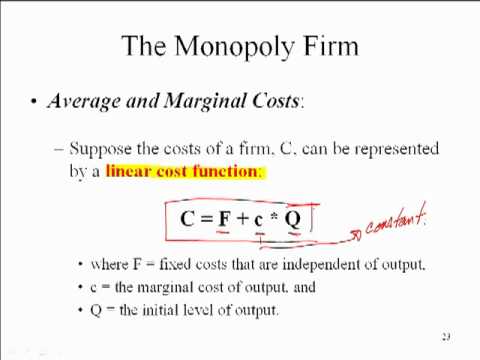 The Monopoly Firm
• Average and Marginal Costs:
– Suppose the costs of a firm, C, can be represented
by a linear cost function:
C = F + c * Q
constant.
• where F = fixed costs that are independent of output,
• c = the marginal cost of output, and
• Q = the initial level of output.
23